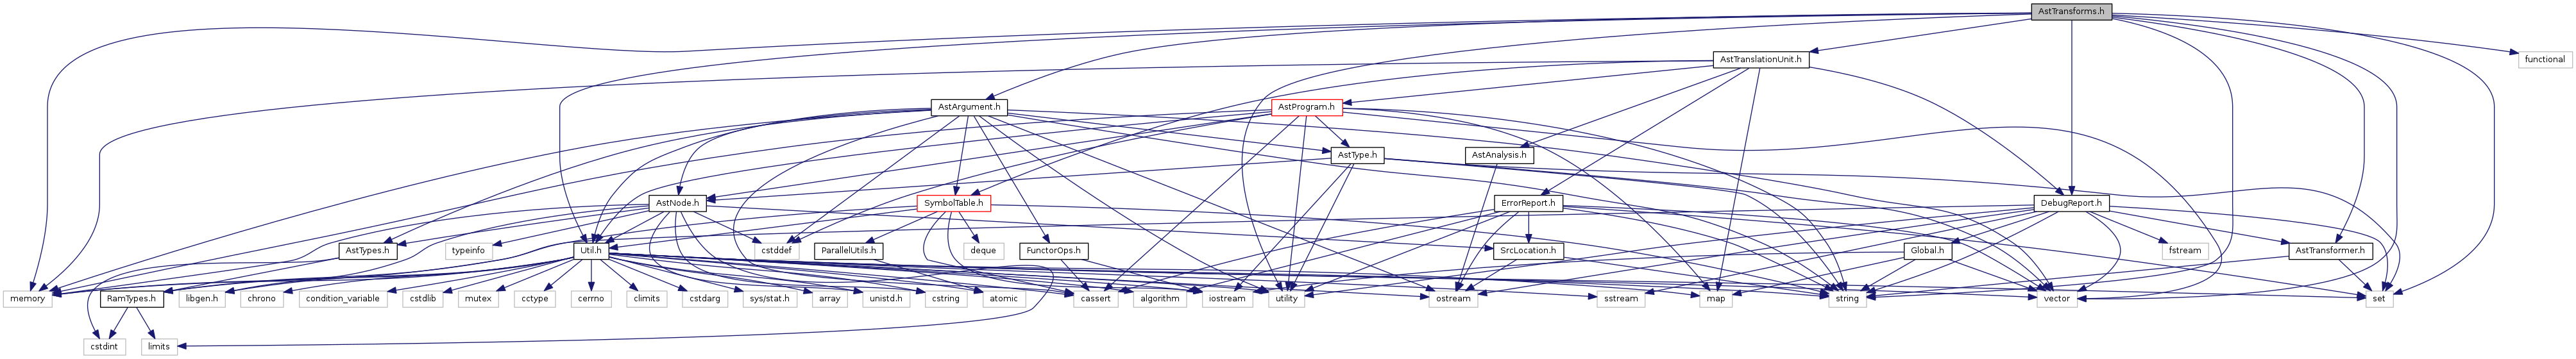 AstTransforms.h
AstTranslationUnit.h
functional
AstArgument.h
AstProgram.h
AstType.h
AstAnalysis.h
AstNode.h
SymbolTable.h
ErrorReport.h
DebugReport.h
AstTypes.h
typeinfo
Util.h
cstddef
ParallelUtils.h
deque
FunctorOps.h
SrcLocation.h
Global.h
fstream
AstTransformer.h
memory
RamTypes.h
libgen.h
chrono
condition_variable
cstdlib
mutex
cctype
cerrno
climits
cstdarg
sys/stat.h
array
unistd.h
cstring
atomic
cassert
algorithm
iostream
utility
ostream
sstream
map
string
vector
set
cstdint
limits